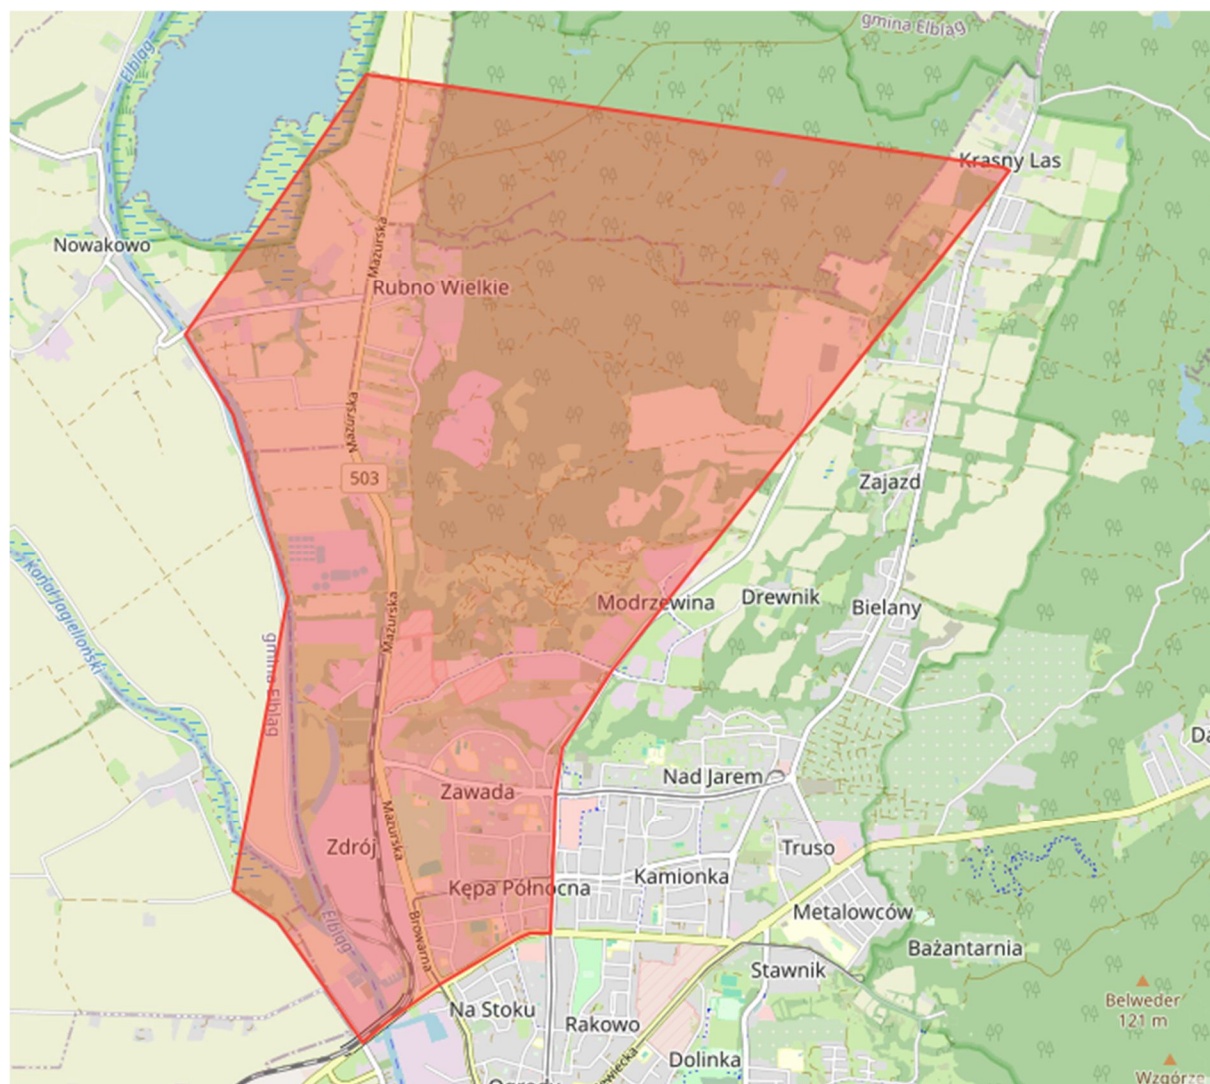 gmina Elbląg
Elbląg
Krasny Las
Nowakowo
Mazurska
Rubno Wielkie
Mazurska
503
Zajazd
Kanał Jagielloński
Mazurska
Modrzewina
Drewnik
Bielany
gmina Elbląg
Da
Nad Jarem
Zawada
Mazurska
Zdrój
Truso
Kamionka
Kępa Północna
Metalowców
Browarna
Elbląg
Bażantarnia
Stawnik
Belweder
121 m
Na Stoku
Rakowo
Dolinka
Wzgórze